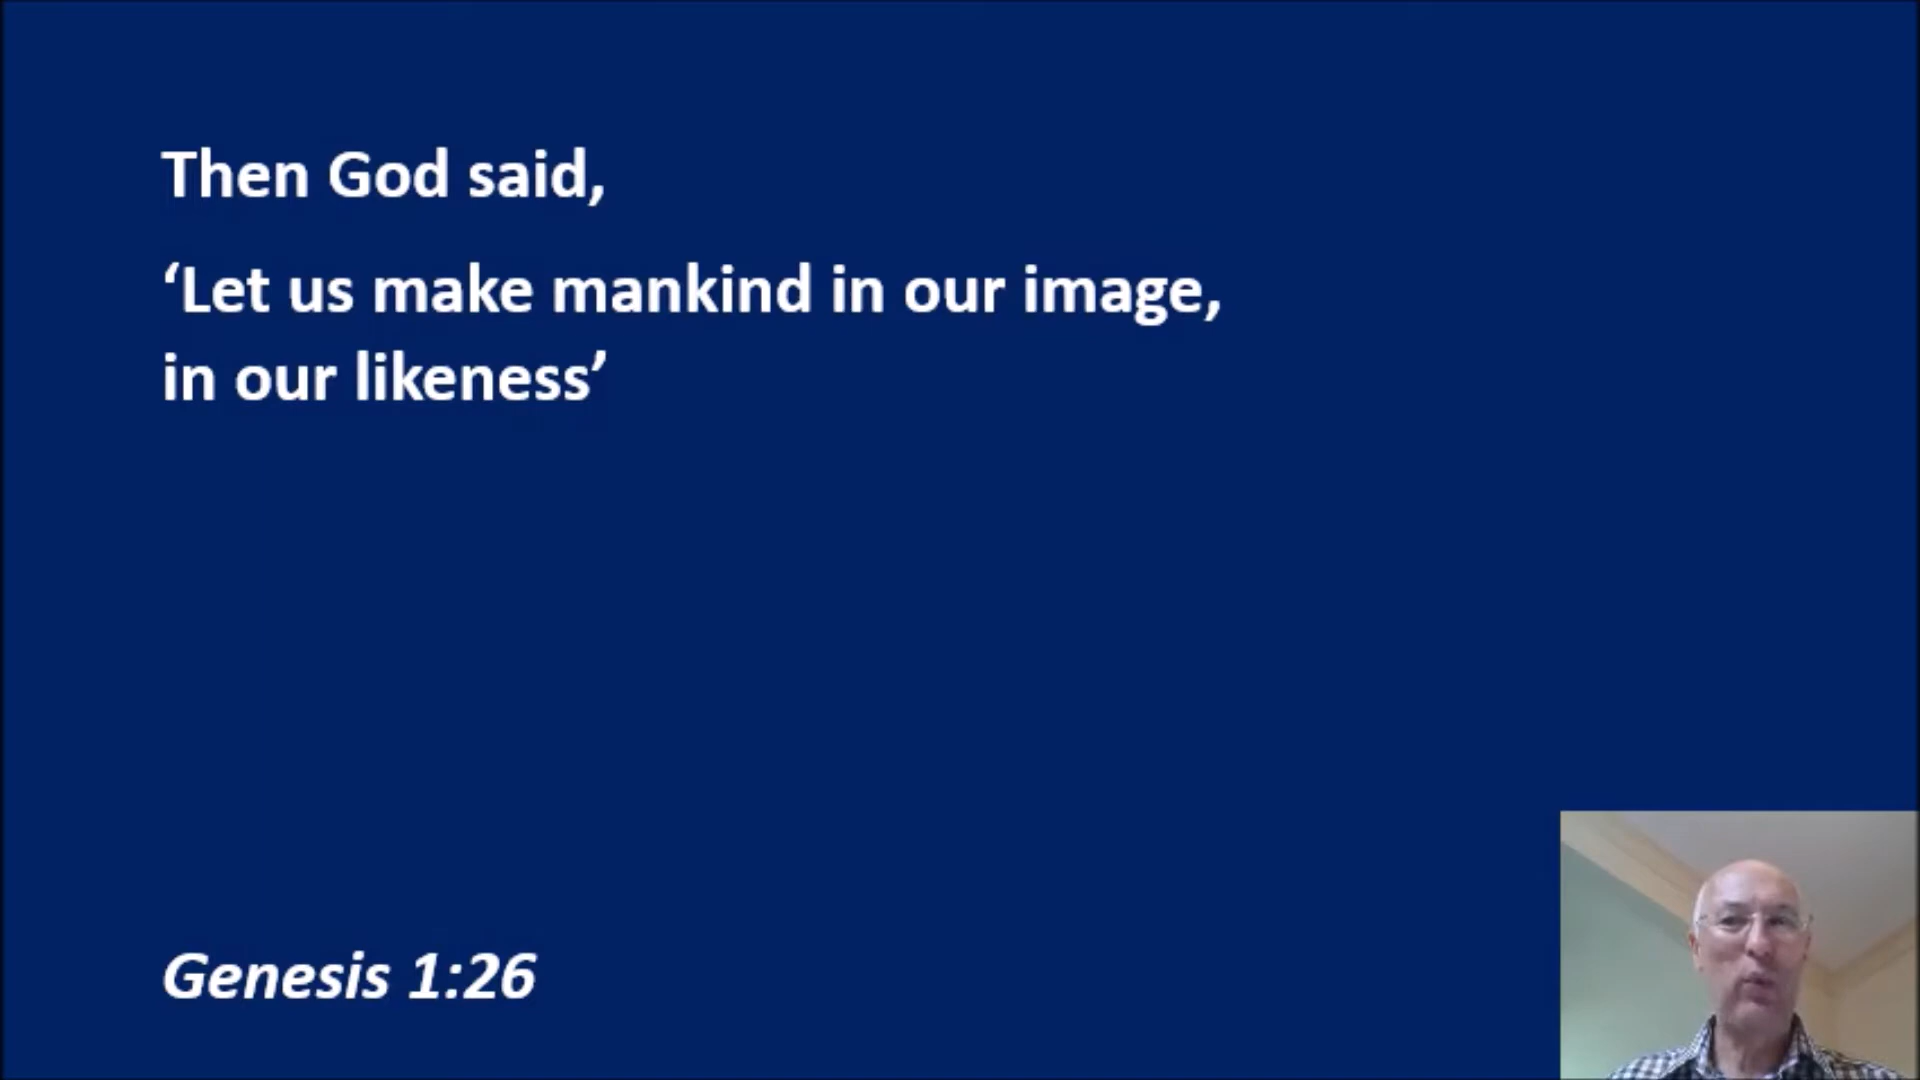 Then God said,
‘Let us make mankind in our image,
in our likeness’
Genesis 1:26